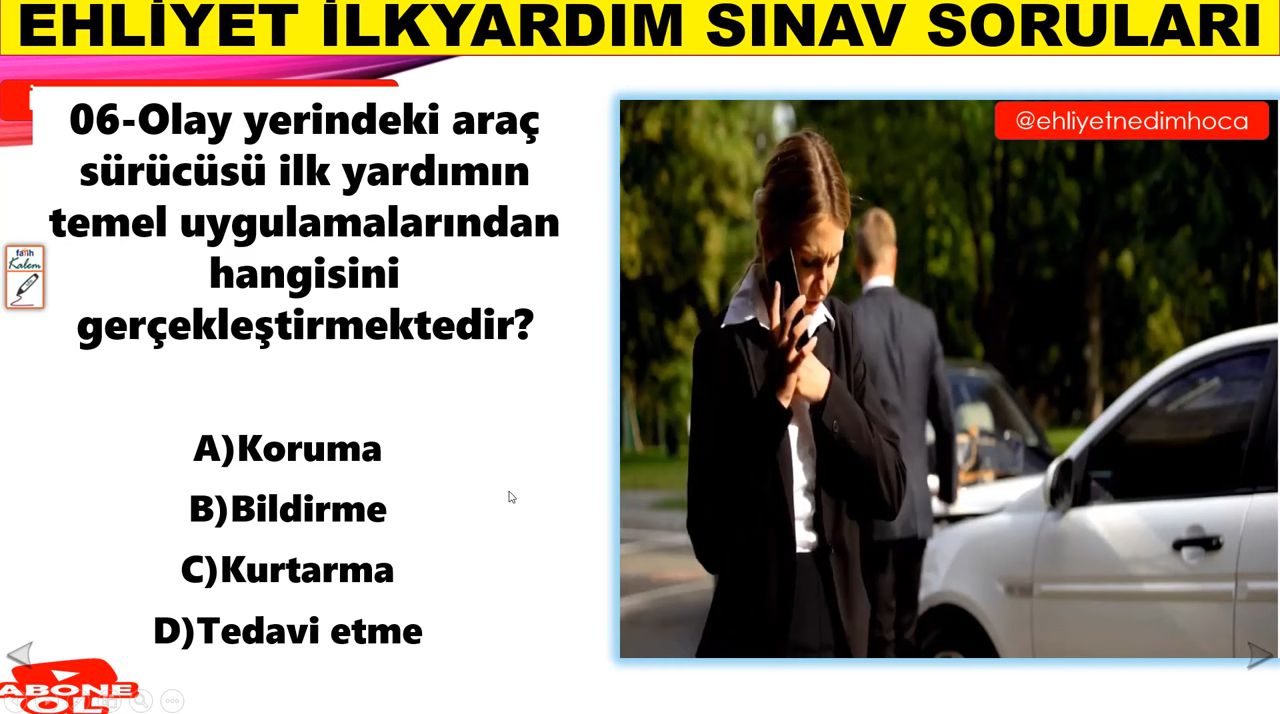 EHLİYET İLKYARDIM SINAV SORULARI
@ehliyetnedimhoca
06-Olay yerindeki araç
sürücüsü ilk yardımın
temel uygulamalarından
hangisini
gerçekleştirmektedir?
fatih
Kalem
A)Koruma
B)Bildirme
C)Kurtarma
D)Tedavi etme
ABONE
OL